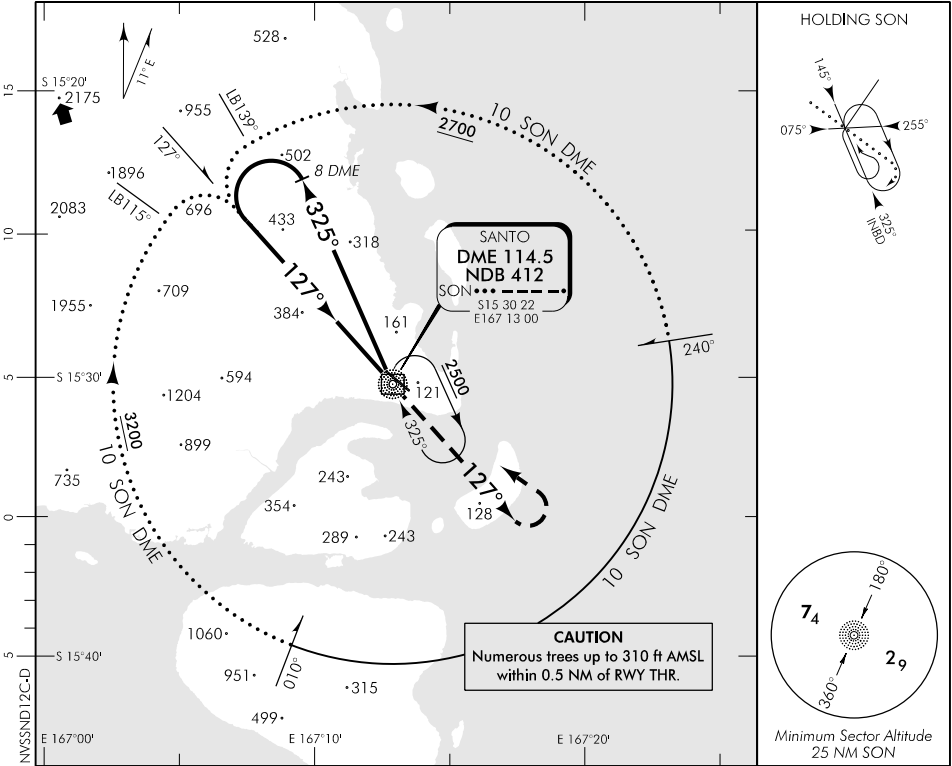 528
11° E
S 15°20'
15
2175
955
LB139°
10 SON DME
2700
127°
502
8 DME
1896
LB115°
2083
696
433
325°
318
10
SANTO
DME 114.5
NDB 412
SON
S15 30 22
E167 13 00
127°
709
1955
384
161
240°
5
S 15°30'
594
2500
121
1204
3200
325°
899
10 SON DME
735
243
127°
354
128
0
289
243
10 SON DME
1060
CAUTION
Numerous trees up to 310 ft AMSL
within 0.5 NM of RWY THR.
5
S 15°40'
951
010°
315
499
E 167°00'
E 167°10'
E 167°20'
NVSSND12C-D
HOLDING SON
145°
075°
255°
325°
INBD
180°
74
29
360°
Minimum Sector Altitude
25 NM SON